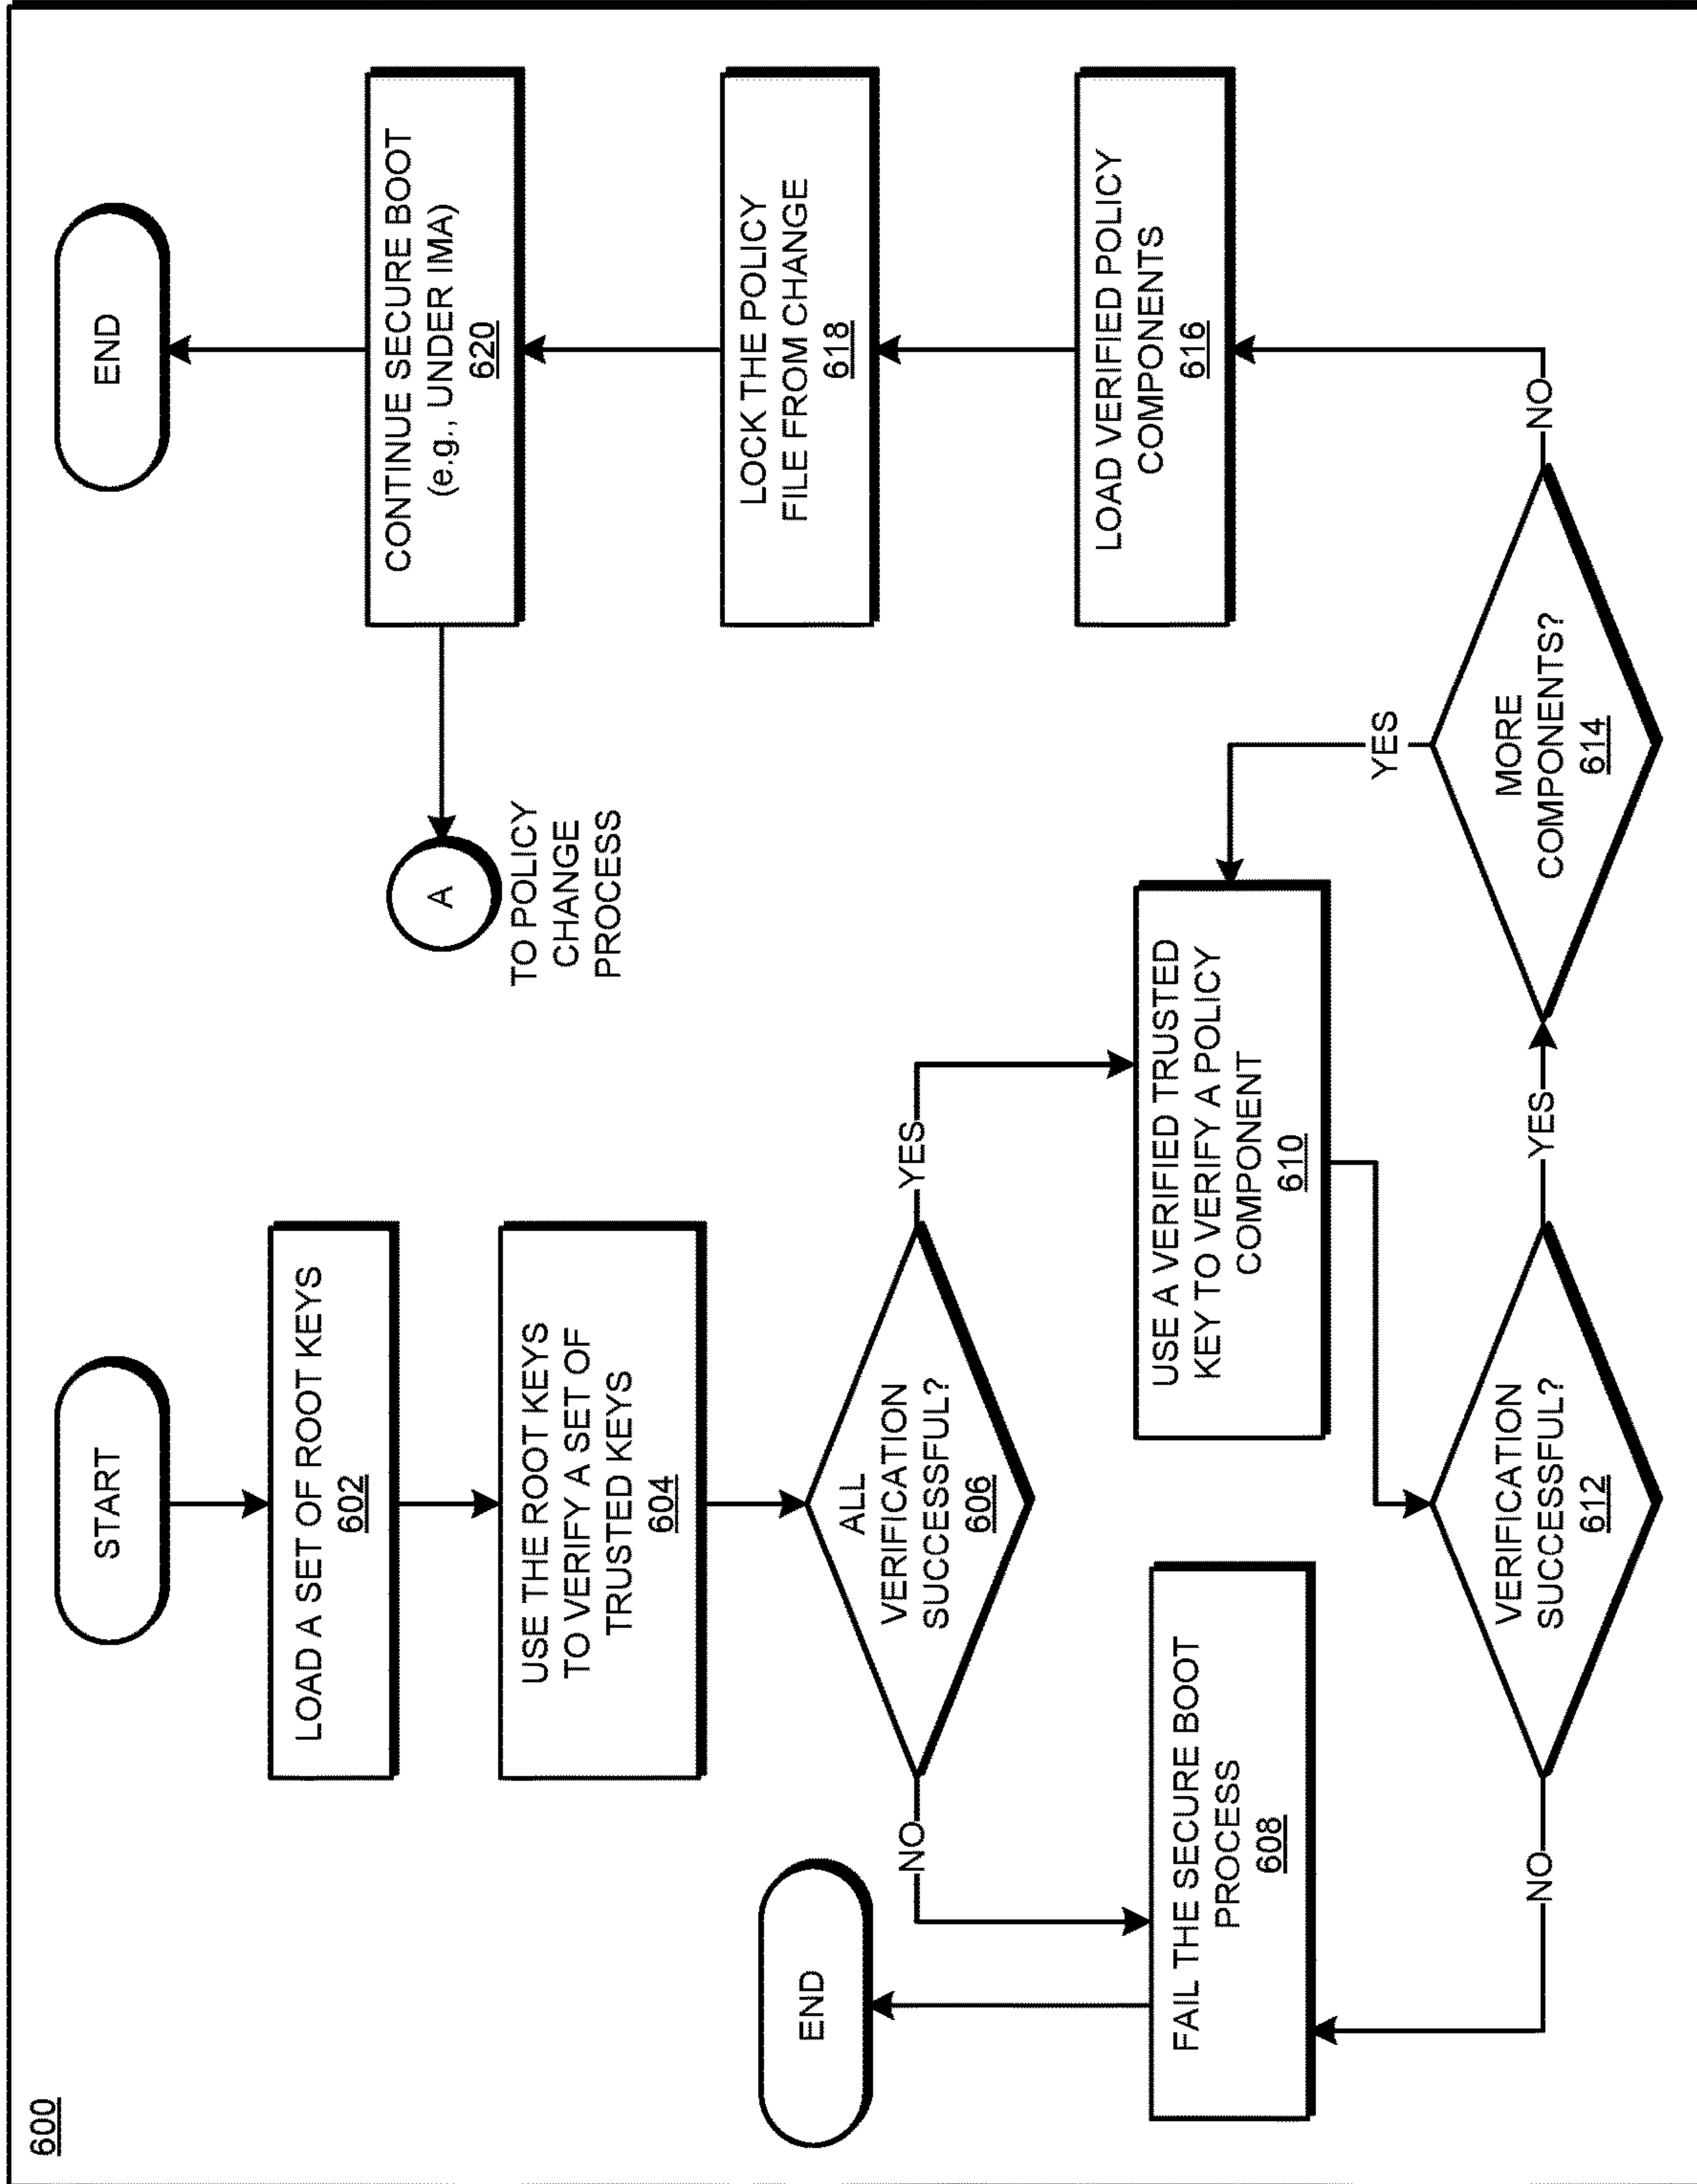 600
START
LOAD A SET OF ROOT KEYS
602
USE THE ROOT KEYS
TO VERIFY A SET OF
TRUSTED KEYS
604
ALL
VERIFICATION
SUCCESSFUL?
606
NO
YES
END
FAIL THE SECURE BOOT
PROCESS
608
USE A VERIFIED TRUSTED
KEY TO VERIFY A POLICY
COMPONENT
610
VERIFICATION
SUCCESSFUL?
612
NO
YES
MORE
COMPONENTS?
614
YES
NO
LOAD VERIFIED POLICY
COMPONENTS
616
LOCK THE POLICY
FILE FROM CHANGE
618
CONTINUE SECURE BOOT
(e.g., UNDER IMA)
620
A
TO POLICY
CHANGE
PROCESS
END